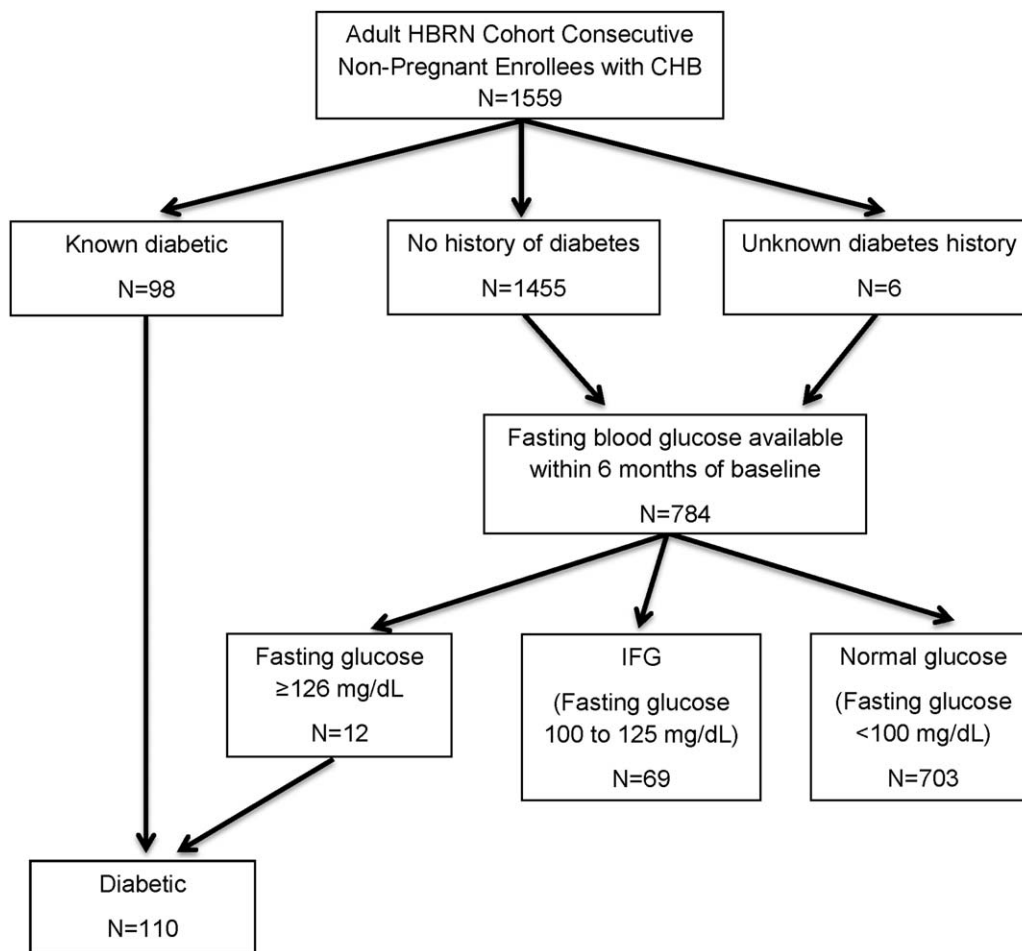 Adult HBRN Cohort Consecutive
Non-Pregnant Enrollees with CHB
N=1559
Known diabetic
N=98
No history of diabetes
N=1455
Unknown diabetes history
N=6
Fasting blood glucose available
within 6 months of baseline
N=784
Fasting glucose
≥126 mg/dL
N=12
IFG
(Fasting glucose
100 to 125 mg/dL)
N=69
Normal glucose
(Fasting glucose
<100 mg/dL)
N=703
Diabetic
N=110